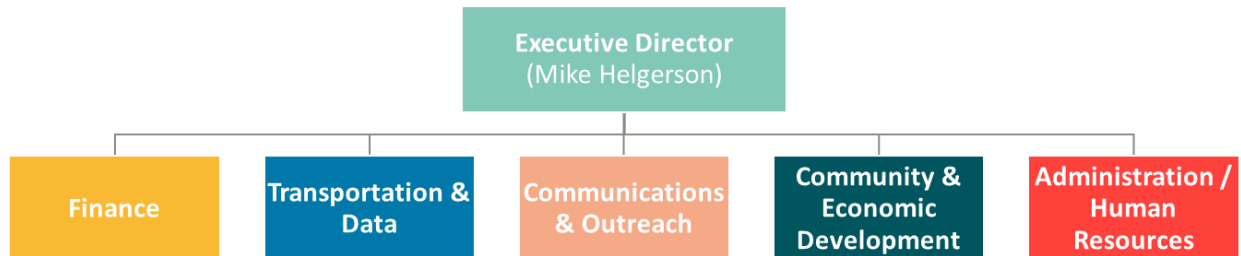 Executive Director
(Mike Helgerson)
Finance
Transportation &
Data
Communications
& Outreach
Community &
Economic
Development
Administration /
Human
Resources